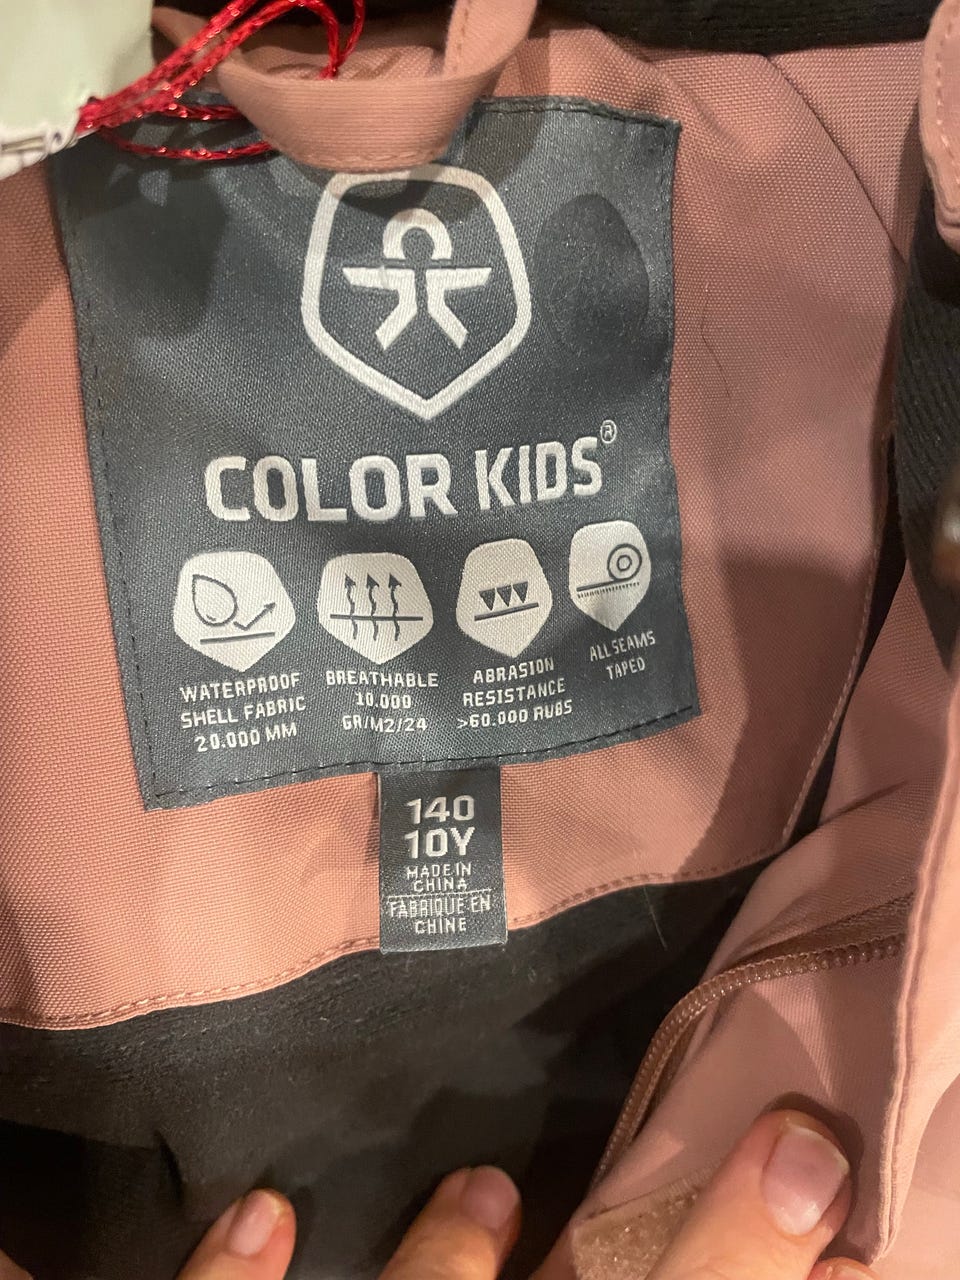 COLOR KIDS®
WATERPROOF
SHELL FABRIC
20.000 MM
BREATHABLE
10.000
GR/M2/24
ABRASION
RESISTANCE
>60.000 RUBS
ALL SEAMS
TAPED
140
10Y
MADE IN
CHINA
FABRIQUE EN
CHINE